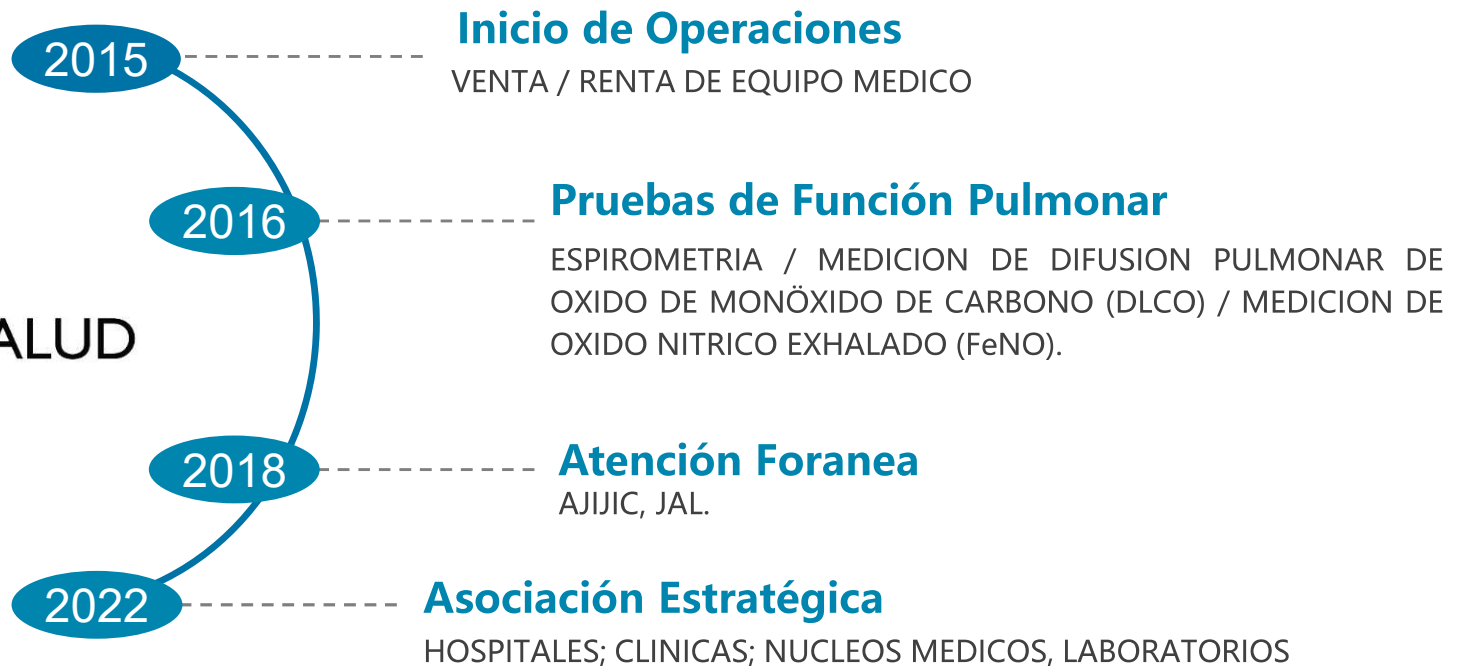 2015
Inicio de Operaciones
VENTA / RENTA DE EQUIPO MEDICO
2016
Pruebas de Función Pulmonar
ESPIROMETRIA / MEDICION DE DIFUSION PULMONAR DE
OXIDO DE MONÖXIDO DE CARBONO (DLCO) / MEDICION DE
OXIDO NITRICO EXHALADO (FeNO).
ALUD
2018
Atención Foranea
AJIJIC, JAL.
2022
Asociación Estratégica
HOSPITALES; CLINICAS; NUCLEOS MEDICOS, LABORATORIOS